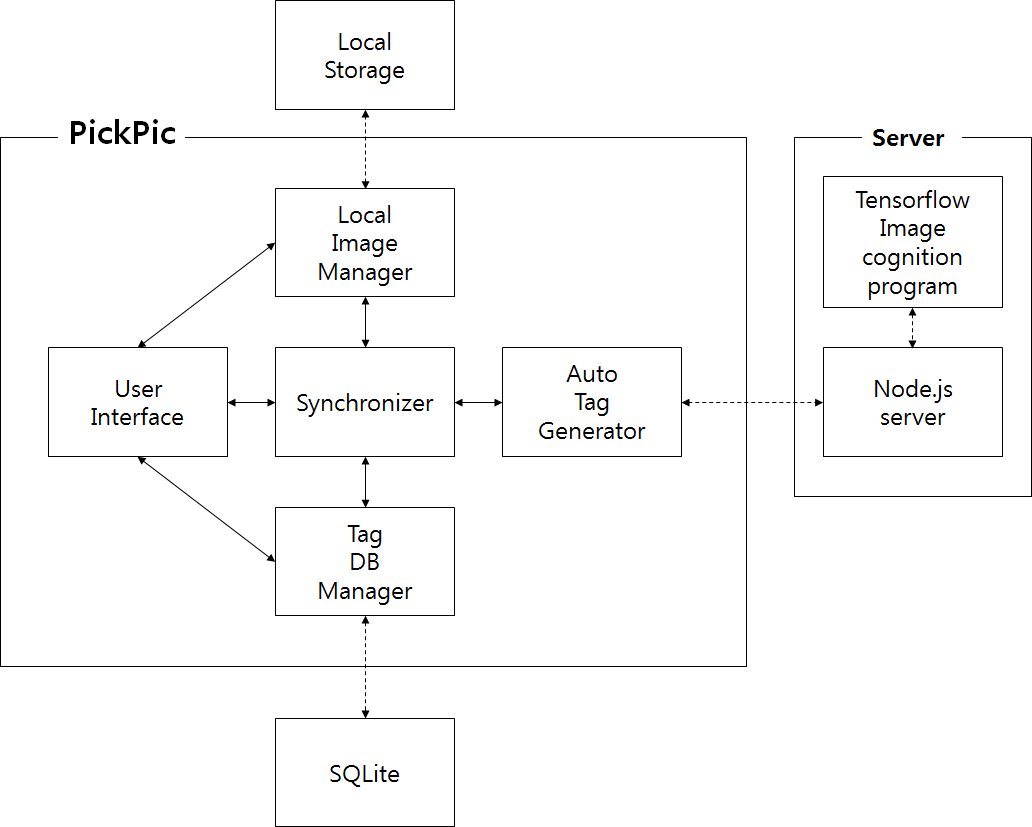 Local
Storage
PickPic
Server
Local
Image
Manager
Tensorflow
Image
cognition
program
User
Interface
Synchronizer
Auto
Tag
Generator
Node.js
server
Tag
DB
Manager
SQLite